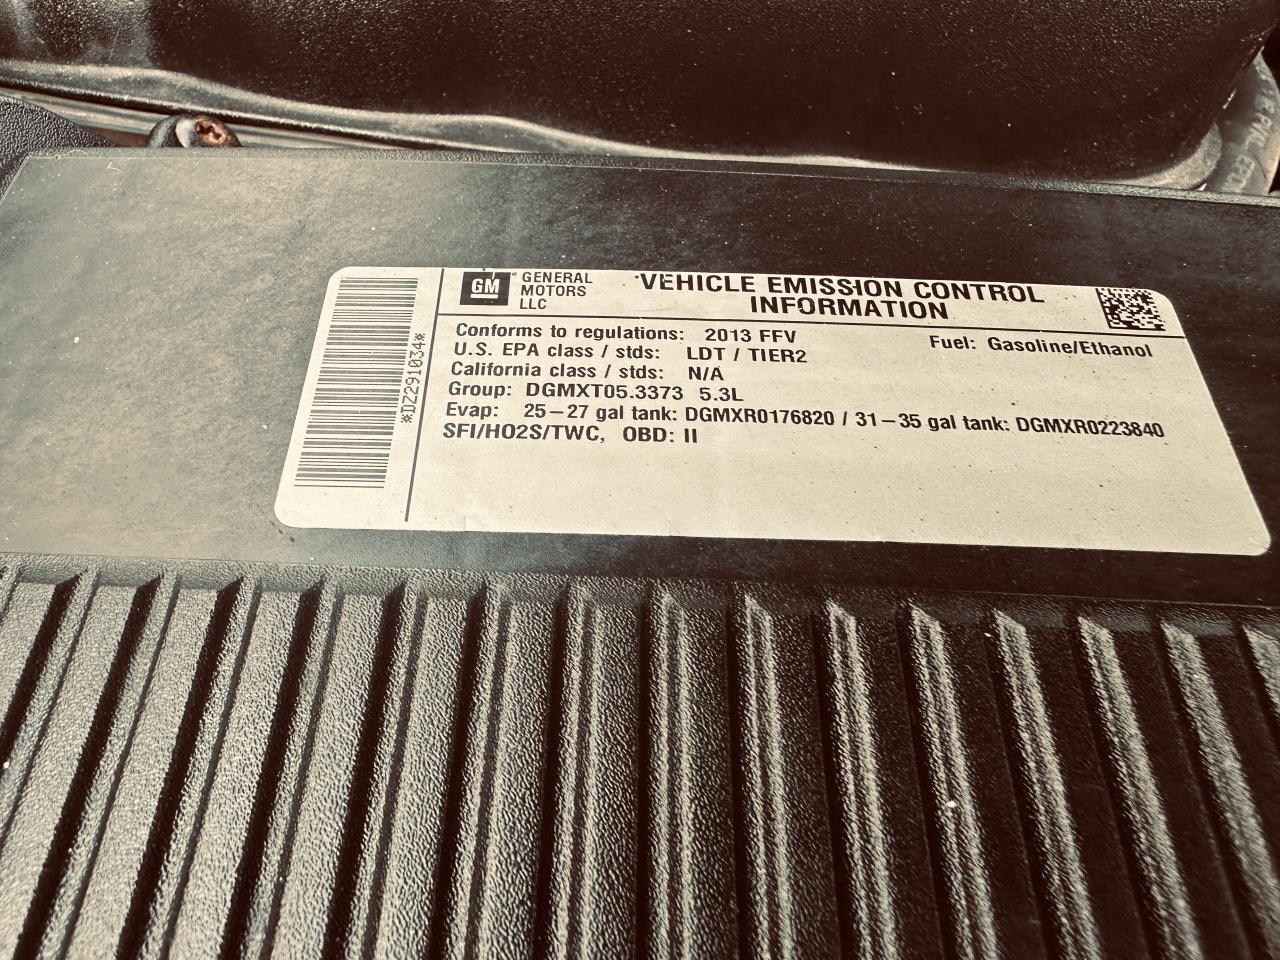 GM
GENERAL
MOTORS
LLC
VEHICLE EMISSION CONTROL
INFORMATION
Conforms to regulations: 2013 FFV
Fuel: Gasoline/Ethanol
U.S. EPA class / stds: LDT / TIER2
California class / stds: N/A
Group: DGMXT05.3373 5.3L
Evap: 25-27 gal tank: DGMXR0176820 / 31-35 gal tank: DGMXR0223840
SFI/HO2S/TWC, OBD: II
*DZ291034*